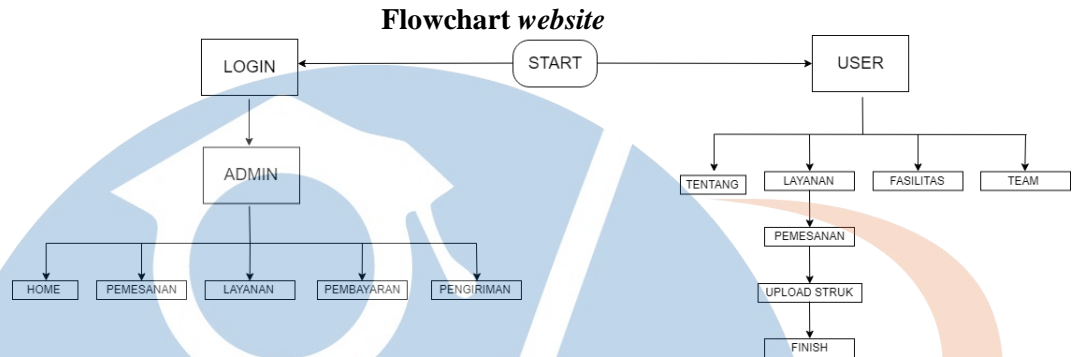 Flowchart website
LOGIN
START
USER
ADMIN
TENTANG
LAYANAN
FASILITAS
TEAM
PEMESANAN
HOME
PEMESANAN
LAYANAN
PEMBAYARAN
PENGIRIMAN
UPLOAD STRUK
FINISH